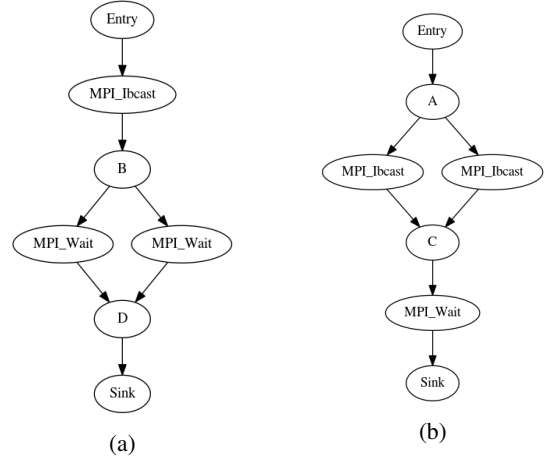 Entry
MPI_Ibcast
B
MPI_Wait MPI_Wait
D
Sink
(a)
Entry
A
MPI_Ibcast MPI_Ibcast
C
MPI_Wait
Sink
(b)